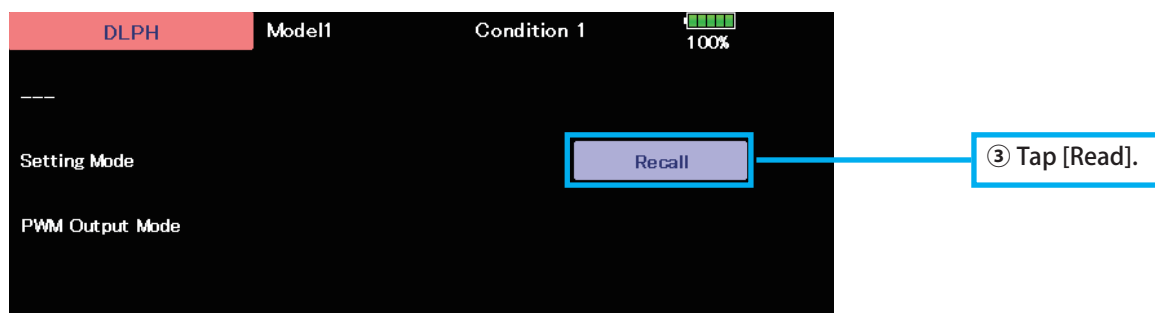 DLPH Model1 Condition 1 100%
---
Setting Mode Recall
③ Tap [Read].
PWM Output Mode